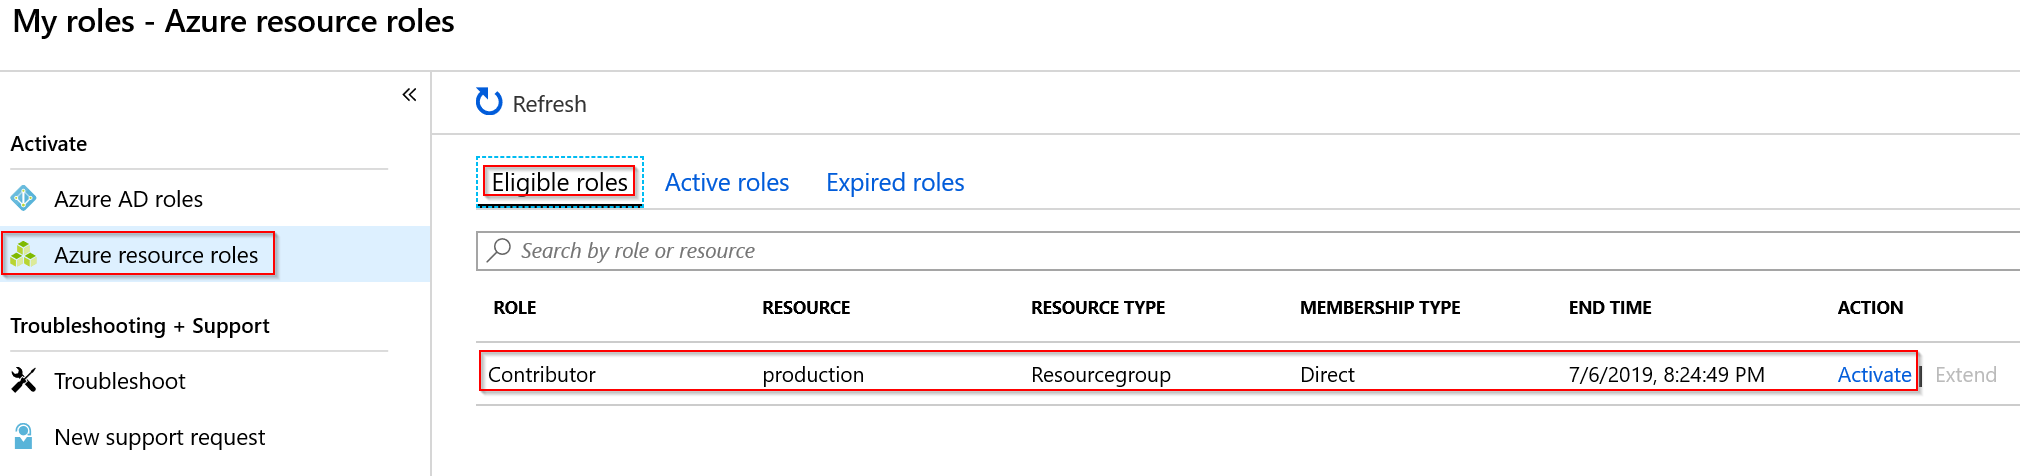 My roles - Azure resource roles
«
Activate
Azure AD roles
Azure resource roles
Troubleshooting + Support
Troubleshoot
New support request
Refresh
Eligible roles Active roles Expired roles
Search by role or resource
ROLE RESOURCE RESOURCE TYPE MEMBERSHIP TYPE END TIME ACTION
Contributor production Resourcegroup Direct 7/6/2019, 8:24:49 PM Activate | Extend